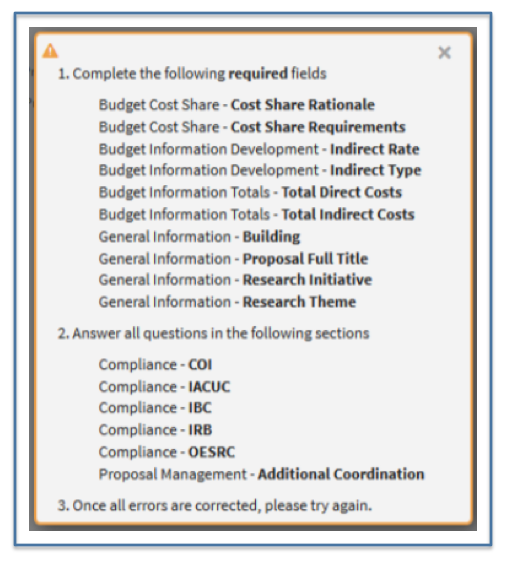 1. Complete the following required fields
Budget Cost Share - Cost Share Rationale
Budget Cost Share - Cost Share Requirements
Budget Information Development - Indirect Rate
Budget Information Development - Indirect Type
Budget Information Totals - Total Direct Costs
Budget Information Totals - Total Indirect Costs
General Information - Building
General Information - Proposal Full Title
General Information - Research Initiative
General Information - Research Theme
2. Answer all questions in the following sections
Compliance - COI
Compliance - IACUC
Compliance - IBC
Compliance - IRB
Compliance - OESRC
Proposal Management - Additional Coordination
3. Once all errors are corrected, please try again.